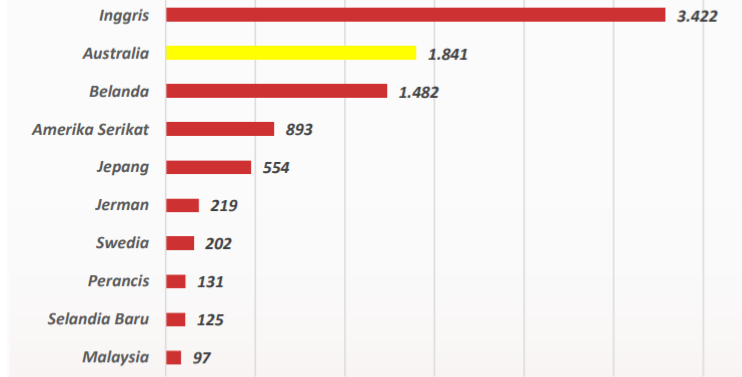 Inggris 3.422
Australia 1.841
Belanda 1.482
Amerika Serikat 893
Jepang 554
Jerman 219
Swedia 202
Perancis 131
Selandia Baru 125
Malaysia 97